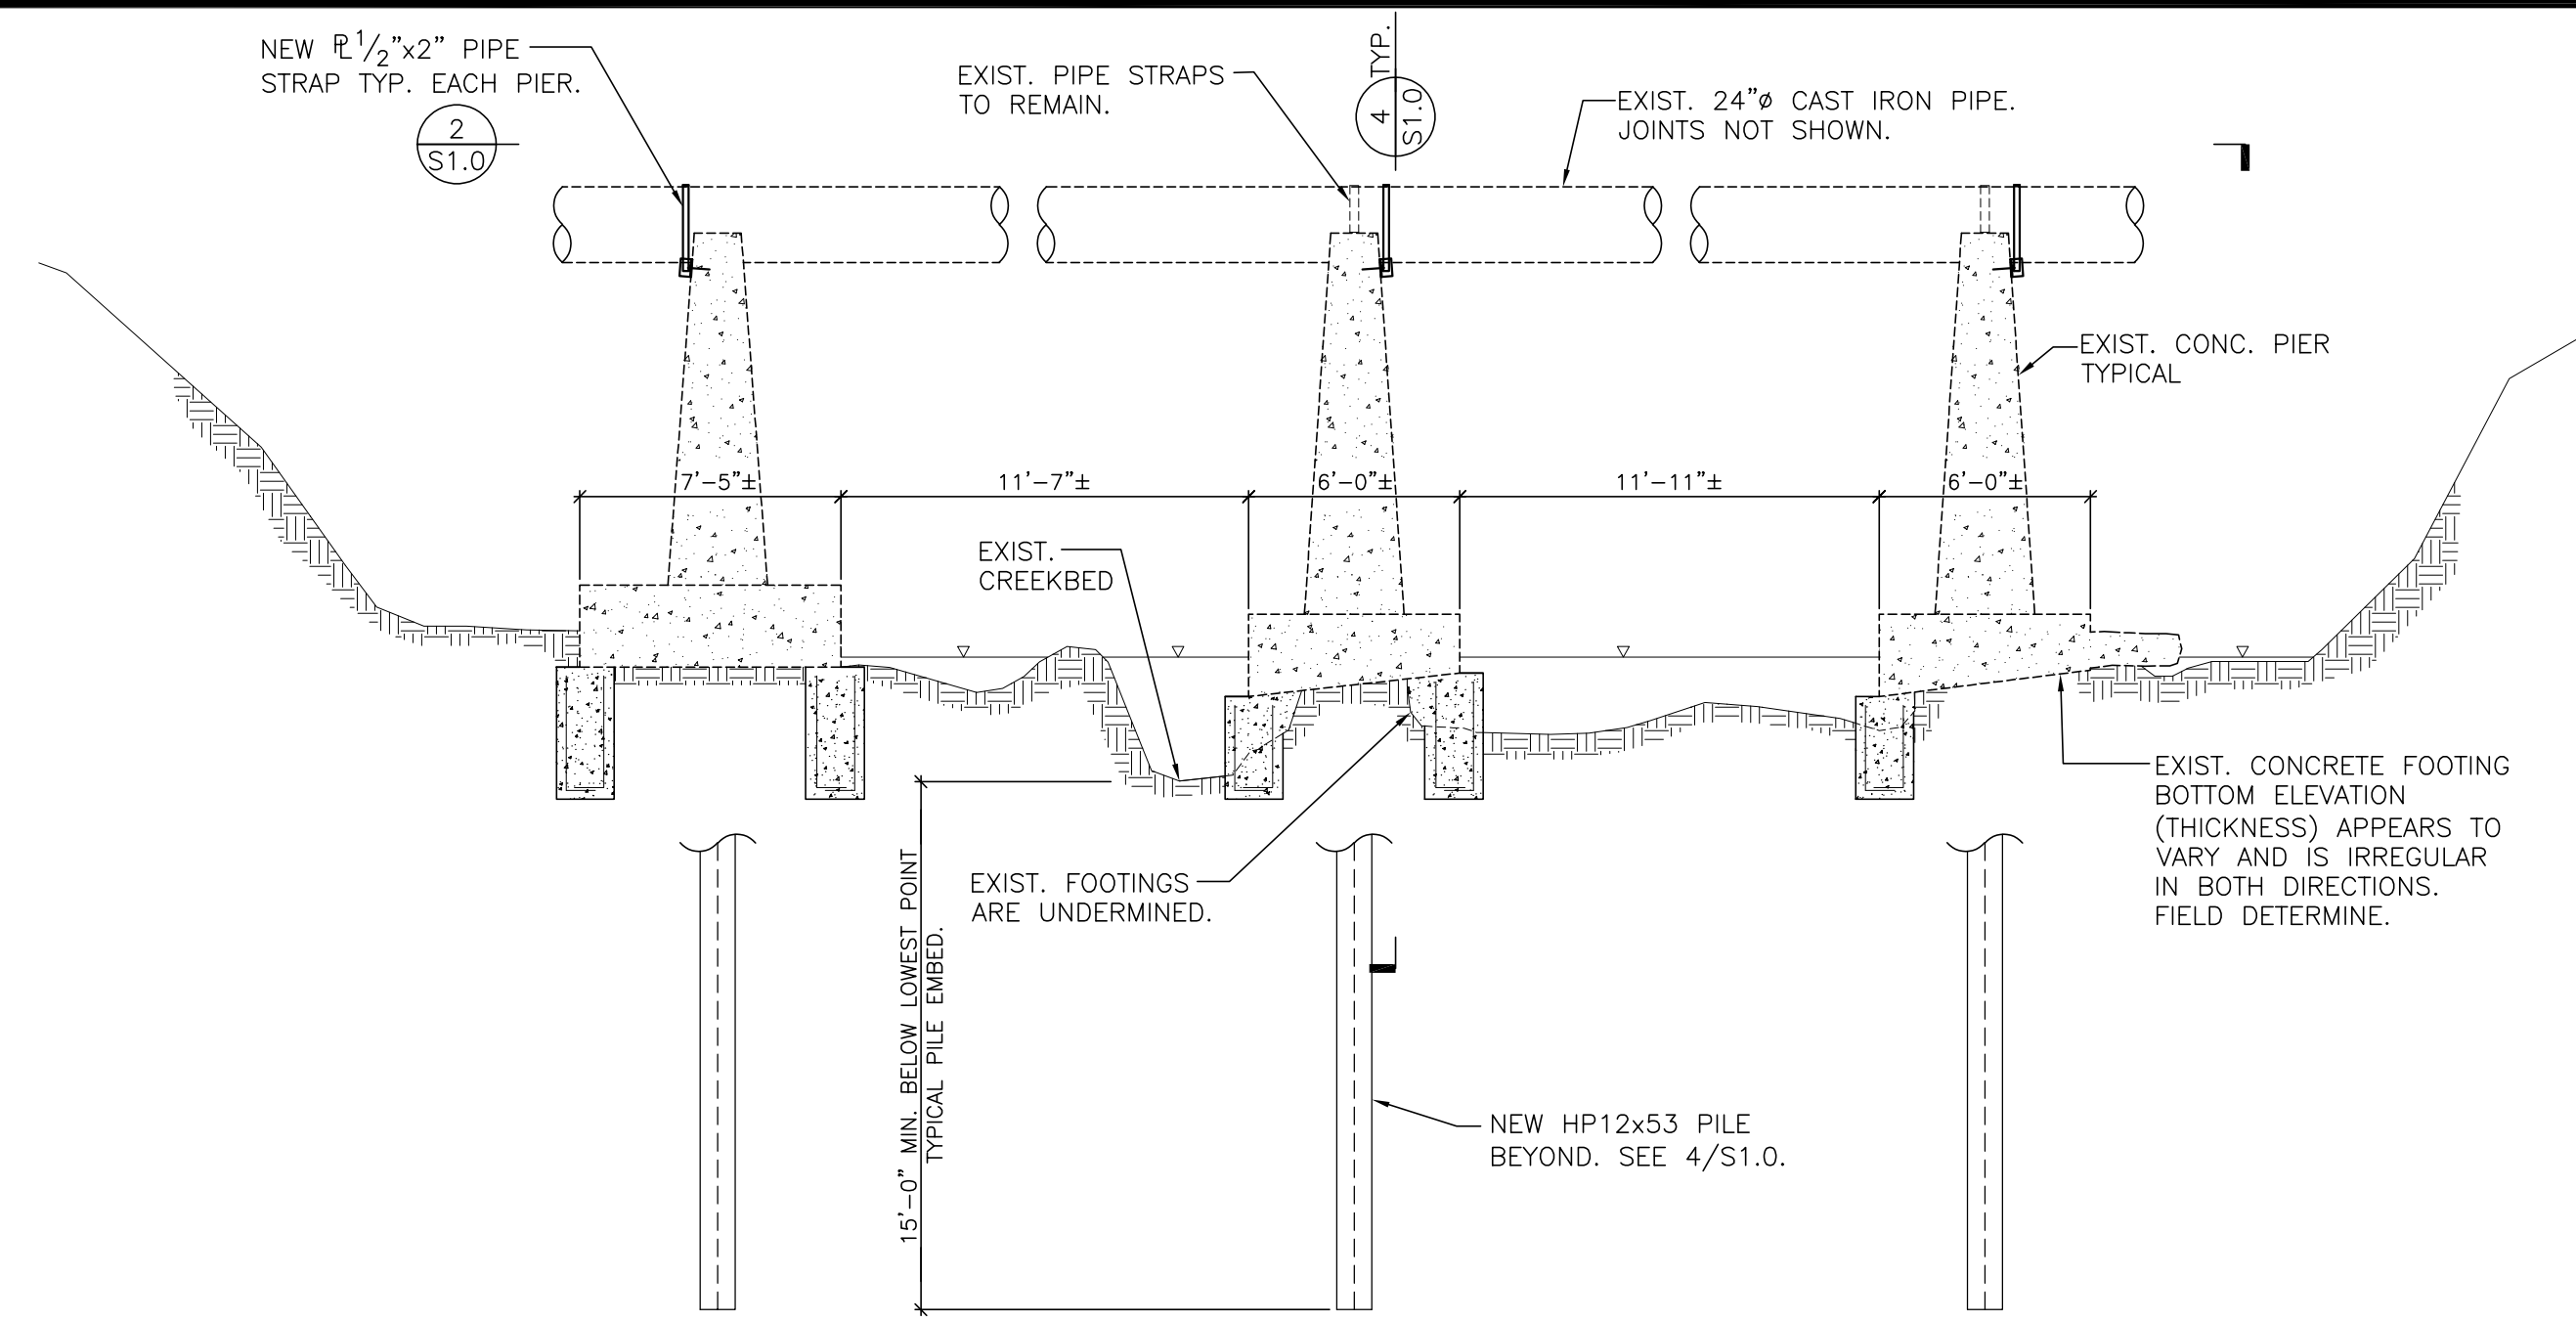 NEW ⅊ 1/2"x2" PIPE
STRAP TYP. EACH PIER.
2
S1.0
EXIST. PIPE STRAPS
TO REMAIN.
TYP.
4
S1.0
EXIST. 24"ø CAST IRON PIPE.
JOINTS NOT SHOWN.
EXIST. CONC. PIER
TYPICAL
7'-5"±
11'-7"±
6'-0"±
11'-11"±
6'-0"±
EXIST.
CREEKBED
EXIST. FOOTINGS
ARE UNDERMINED.
15'-0" MIN. BELOW LOWEST POINT
TYPICAL PILE EMBED.
EXIST. CONCRETE FOOTING
BOTTOM ELEVATION
(THICKNESS) APPEARS TO
VARY AND IS IRREGULAR
IN BOTH DIRECTIONS.
FIELD DETERMINE.
NEW HP12x53 PILE
BEYOND. SEE 4/S1.0.